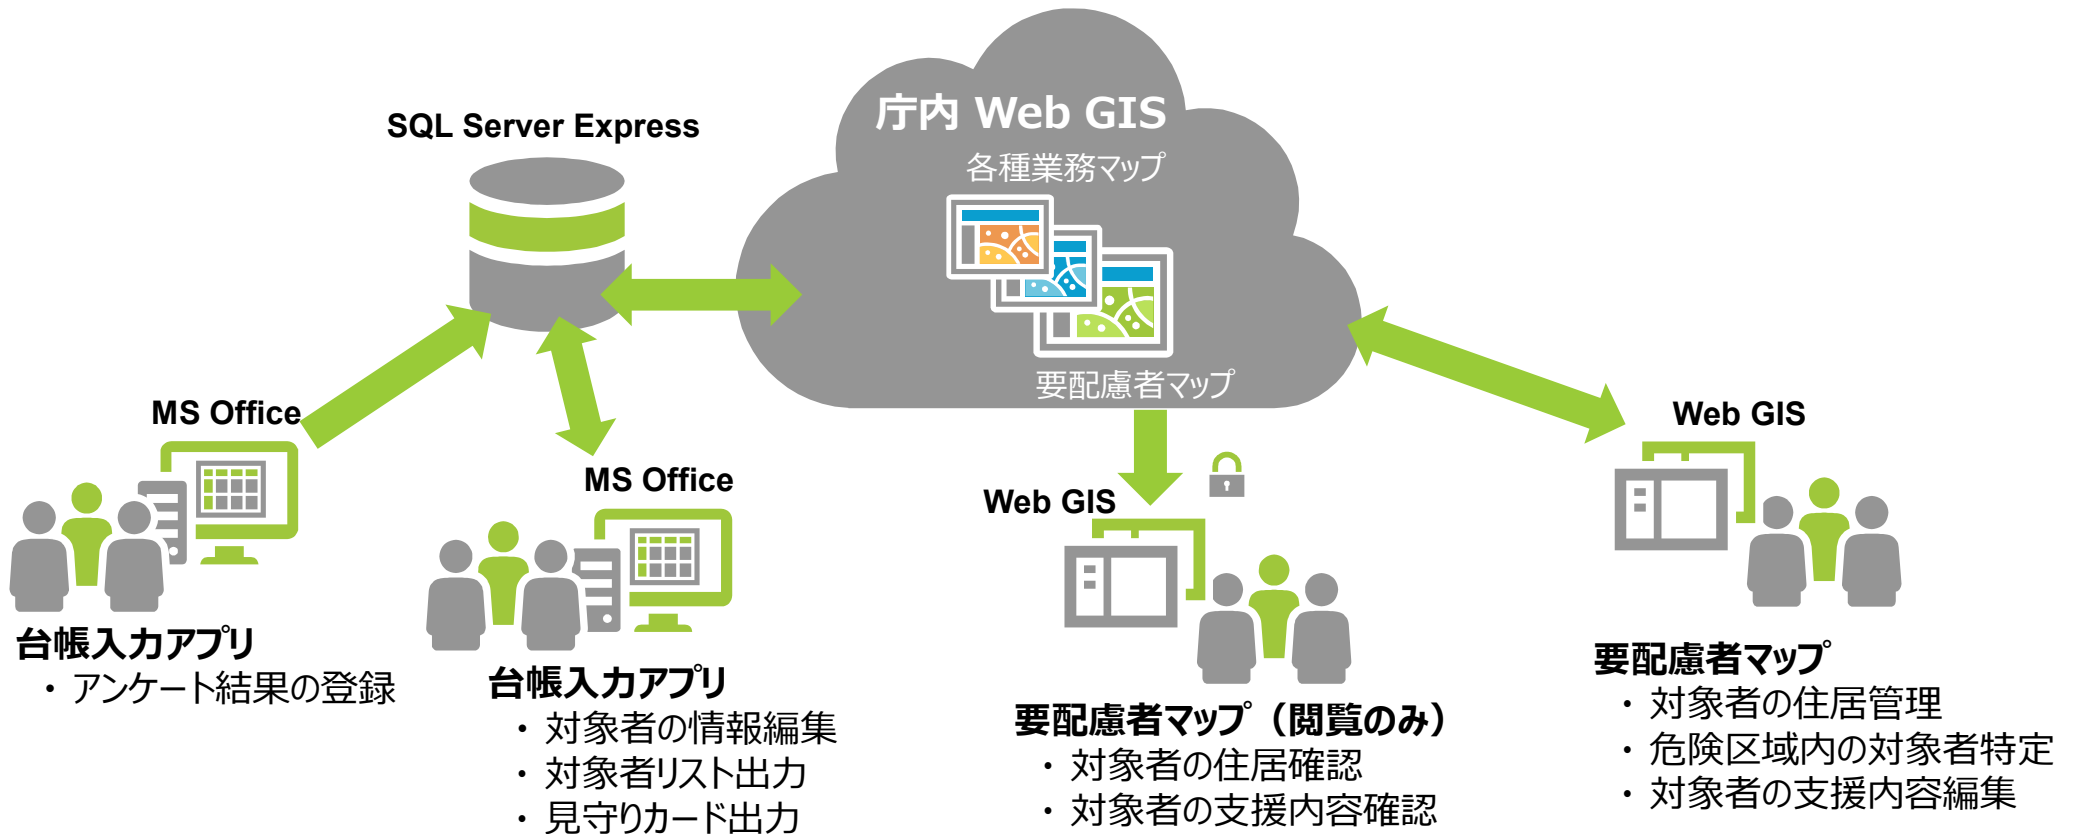 SQL Server Express
庁内 Web GIS
各種業務マップ
要配慮者マップ
MS Office
台帳入力アプリ
・アンケート結果の登録
MS Office
台帳入力アプリ
・対象者の情報編集
・対象者リスト出力
・見守りカード出力
Web GIS
要配慮者マップ（閲覧のみ）
・対象者の住居確認
・対象者の支援内容確認
Web GIS
要配慮者マップ
・対象者の住居管理
・危険区域内の対象者特定
・対象者の支援内容編集